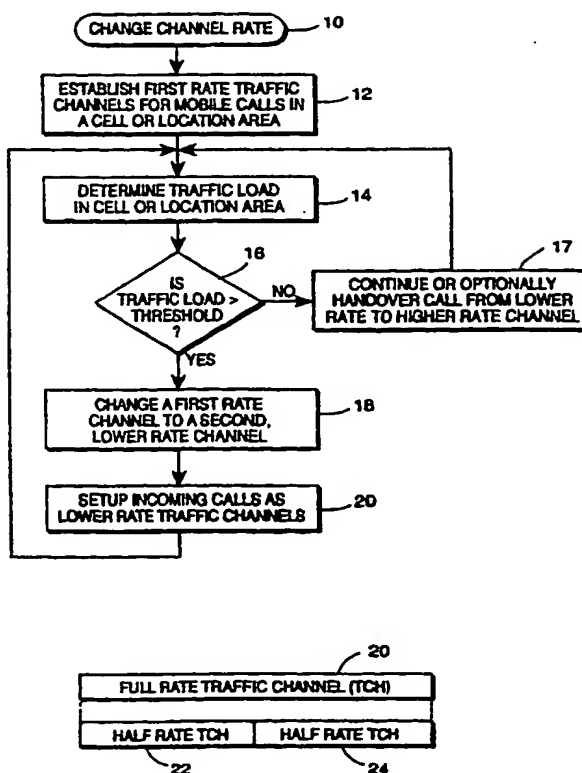 CHANGE CHANNEL RATE
10
ESTABLISH FIRST RATE TRAFFIC
CHANNELS FOR MOBILE CALLS IN
A CELL OR LOCATION AREA
12
DETERMINE TRAFFIC LOAD
IN CELL OR LOCATION AREA
14
16
IS
TRAFFIC LOAD >
THRESHOLD
?
NO
YES
17
CONTINUE OR OPTIONALLY
HANDOVER CALL FROM LOWER
RATE TO HIGHER RATE CHANNEL
CHANGE A FIRST RATE
CHANNEL TO A SECOND,
LOWER RATE CHANNEL
18
SETUP INCOMING CALLS AS
LOWER RATE TRAFFIC CHANNELS
20
20
FULL RATE TRAFFIC CHANNEL (TCH)
HALF RATE TCH
HALF RATE TCH
22
24